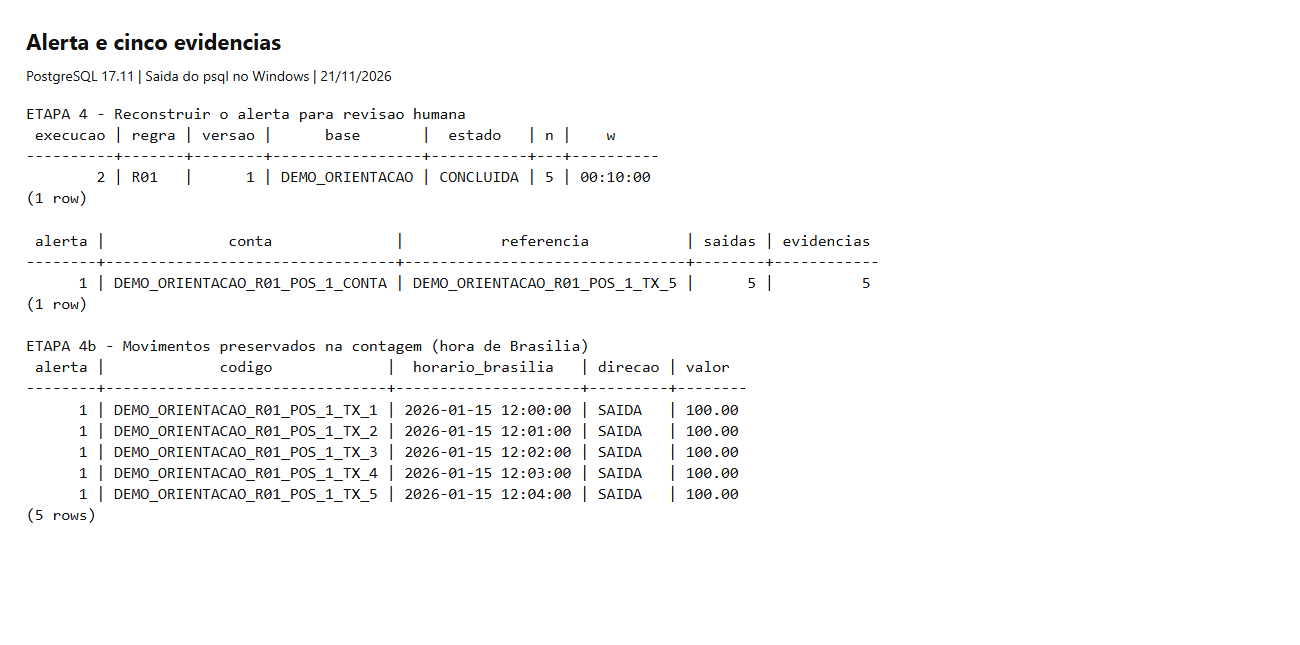 Alerta e cinco evidencias
PostgreSQL 17.11 | Saida do psql no Windows | 21/11/2026
ETAPA 4 - Reconstruir o alerta para revisao humana
 execucao | regra | versao |      base       |  estado   | n |    w
----------+-------+--------+-----------------+-----------+---+----------
        2 | R01   |      1 | DEMO_ORIENTACAO | CONCLUIDA | 5 | 00:10:00
(1 row)
 alerta |              conta              |           referencia           | saidas | evidencias
--------+---------------------------------+--------------------------------+--------+------------
      1 | DEMO_ORIENTACAO_R01_POS_1_CONTA | DEMO_ORIENTACAO_R01_POS_1_TX_5 |      5 |          5
(1 row)
ETAPA 4b - Movimentos preservados na contagem (hora de Brasilia)
 alerta |             codigo             |  horario_brasilia   | direcao | valor
--------+--------------------------------+---------------------+---------+--------
      1 | DEMO_ORIENTACAO_R01_POS_1_TX_1 | 2026-01-15 12:00:00 | SAIDA   | 100.00
      1 | DEMO_ORIENTACAO_R01_POS_1_TX_2 | 2026-01-15 12:01:00 | SAIDA   | 100.00
      1 | DEMO_ORIENTACAO_R01_POS_1_TX_3 | 2026-01-15 12:02:00 | SAIDA   | 100.00
      1 | DEMO_ORIENTACAO_R01_POS_1_TX_4 | 2026-01-15 12:03:00 | SAIDA   | 100.00
      1 | DEMO_ORIENTACAO_R01_POS_1_TX_5 | 2026-01-15 12:04:00 | SAIDA   | 100.00
(5 rows)